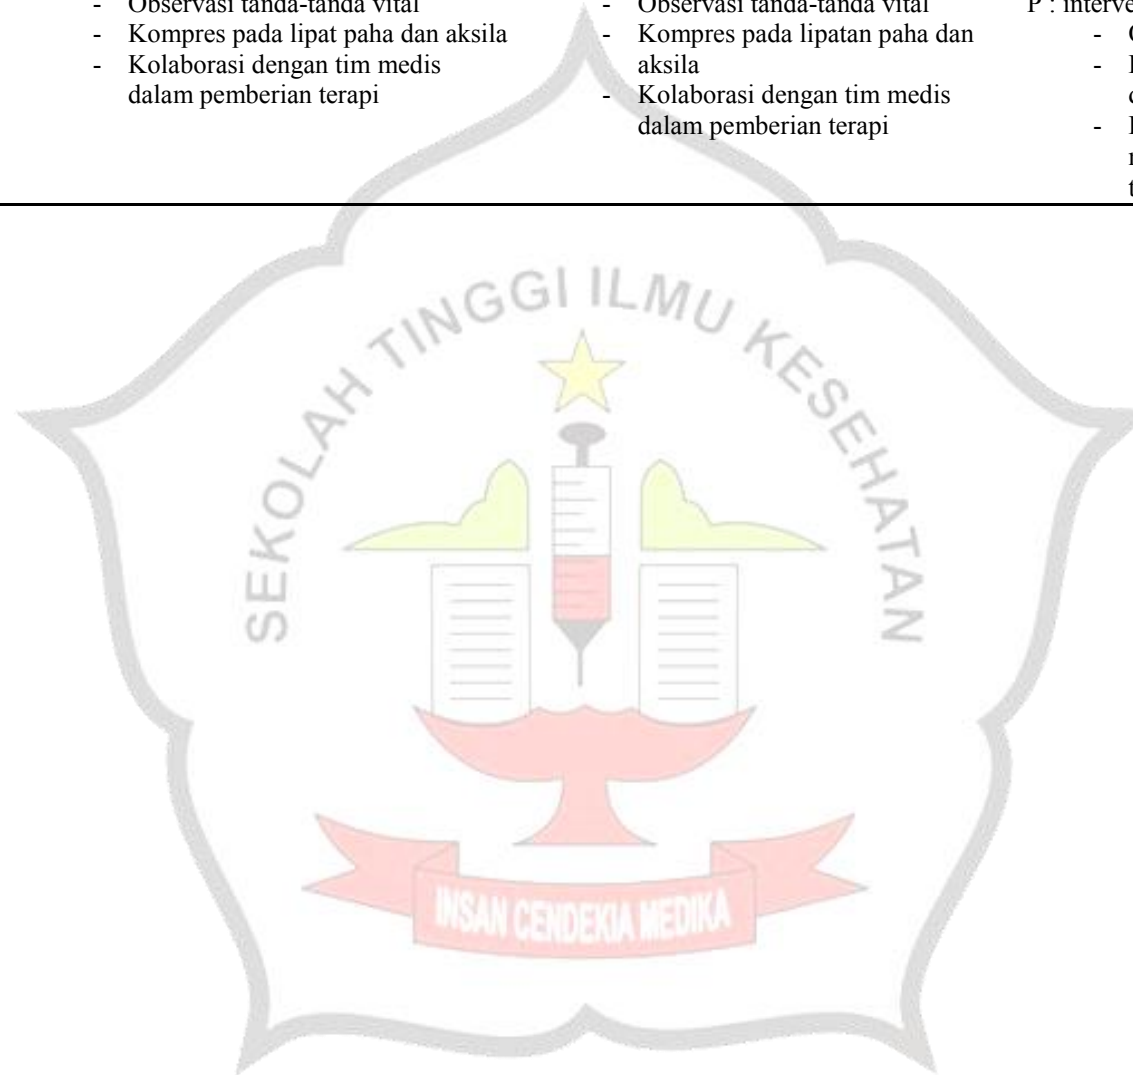 - Observasi tanda-tanda vital
- Kompres pada lipat paha dan aksila
- Kolaborasi dengan tim medis
dalam pemberian terapi
- Observasi tanda-tanda vital
- Kompres pada lipatan paha dan
aksila
- Kolaborasi dengan tim medis
dalam pemberian terapi
P :
-
-
-
SEKOLAH TINGGI ILMU KESEHATAN
INSAN CENDEKIA MEDIKA